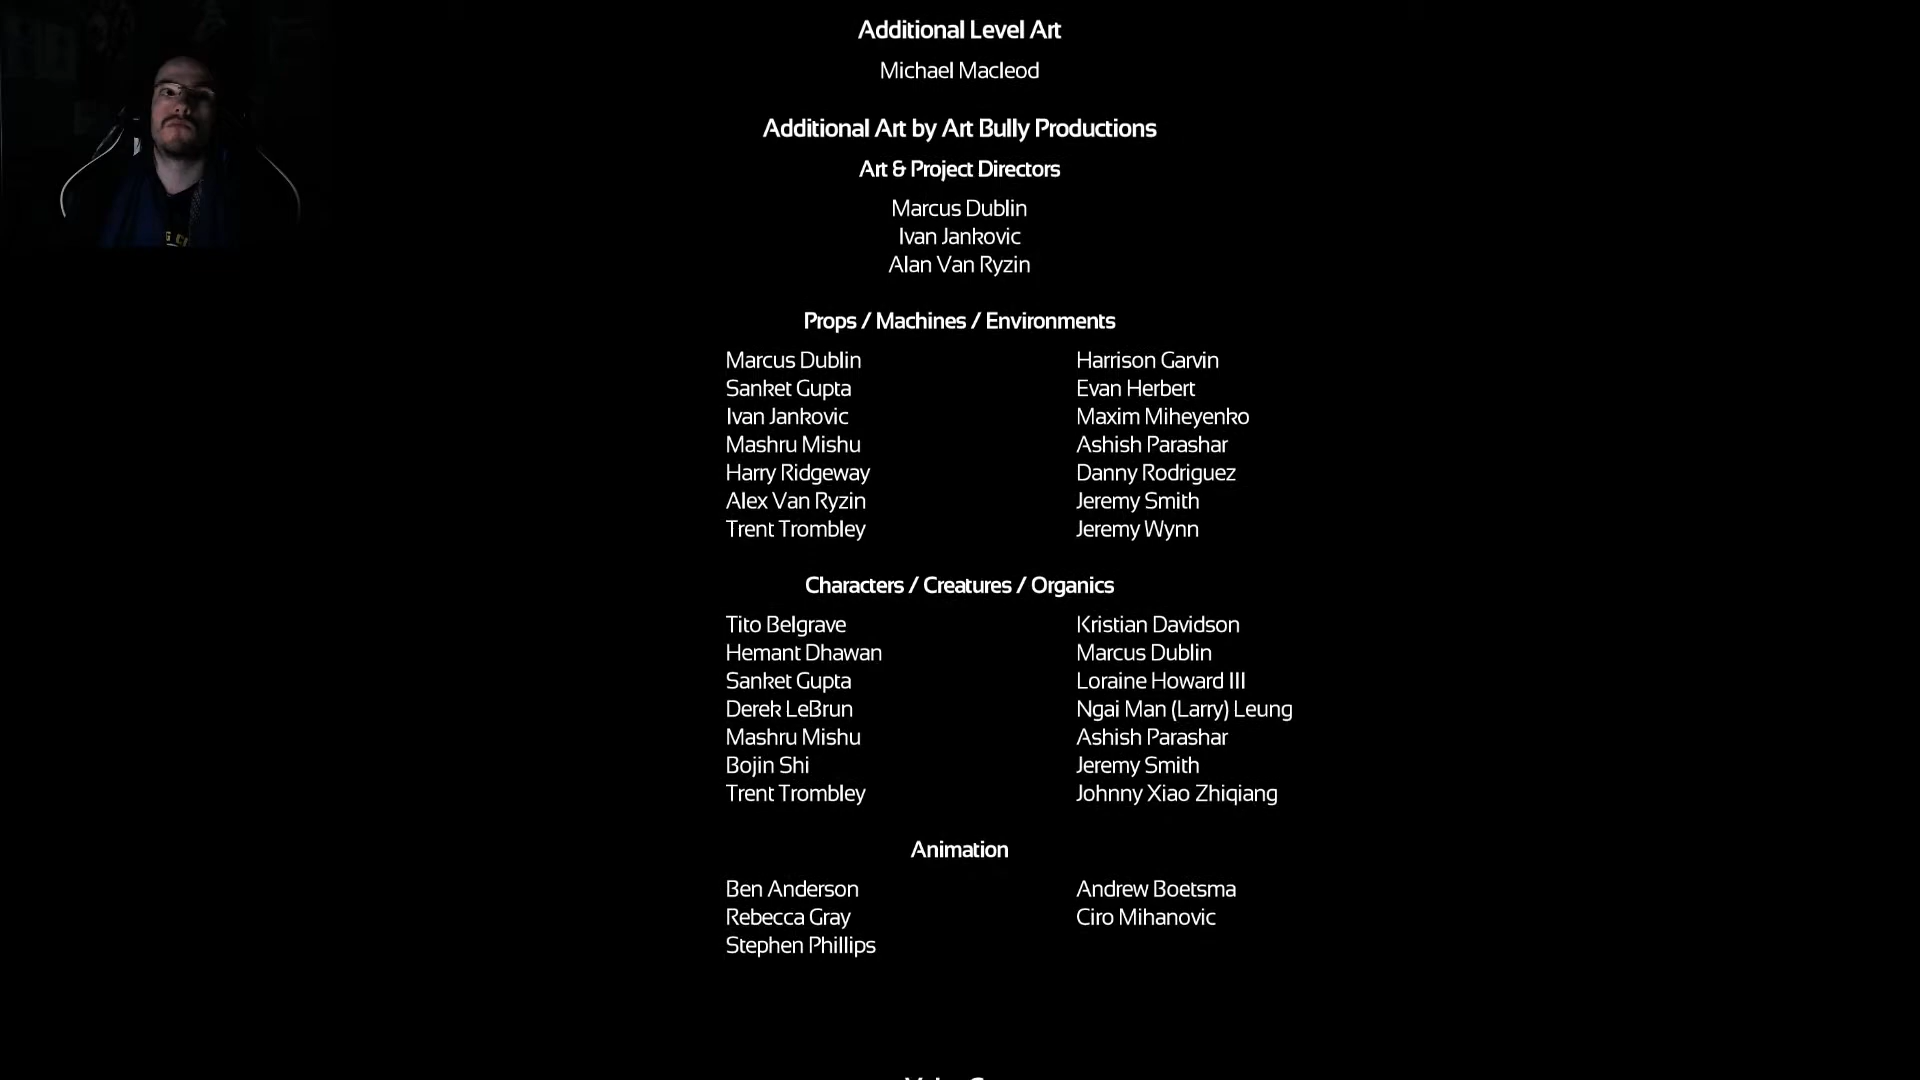 Additional Level Art
Michael Macleod
Additional Art by Art Bully Productions
Art & Project Directors
Marcus Dublin
Ivan Jankovic
Alan Van Ryzin
Props / Machines / Environments
Marcus Dublin
Sanket Gupta
Ivan Jankovic
Mashru Mishu
Harry Ridgeway
Alex Van Ryzin
Trent Trombley
Harrison Garvin
Evan Herbert
Maxim Miheyenko
Ashish Parashar
Danny Rodriguez
Jeremy Smith
Jeremy Wynn
Characters / Creatures / Organics
Tito Belgrave
Hemant Dhawan
Sanket Gupta
Derek LeBrun
Mashru Mishu
Bojin Shi
Trent Trombley
Kristian Davidson
Marcus Dublin
Loraine Howard III
Ngai Man (Larry) Leung
Ashish Parashar
Jeremy Smith
Johnny Xiao Zhiqiang
Animation
Ben Anderson
Rebecca Gray
Stephen Phillips
Andrew Boetsma
Ciro Mihanovic